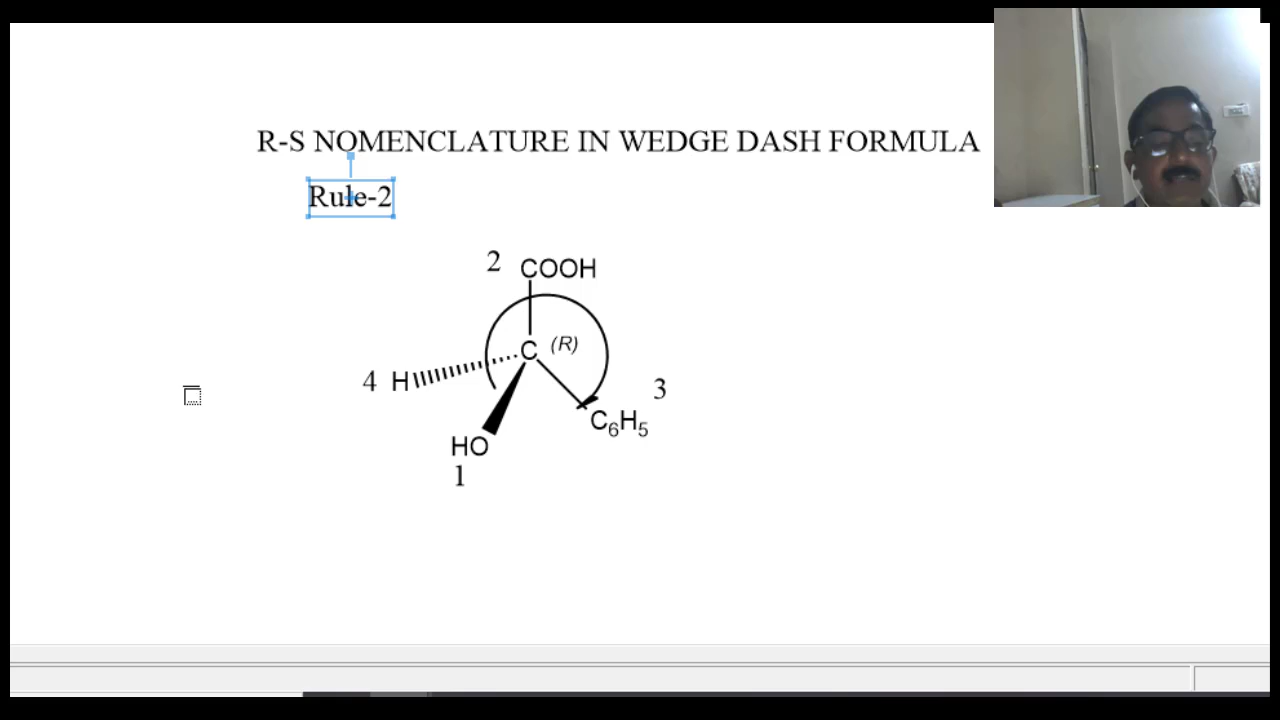 R-S NOMENCLATURE IN WEDGE DASH FORMULA
Rule-2
2 COOH
C (R)
4 H
3
C₆H₅
HO
1